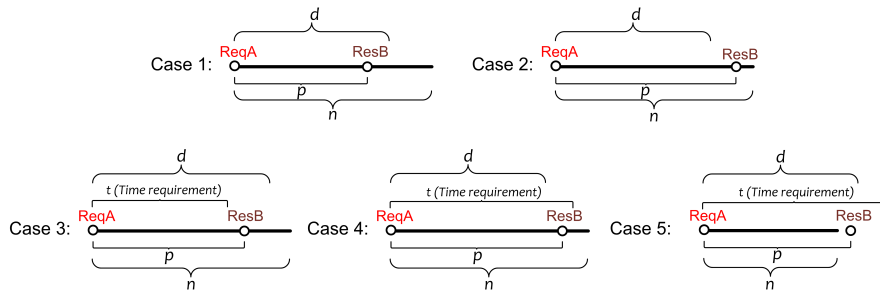 d
ReqA
ResB
Case 1:
p
n
d
ReqA
ResB
Case 2:
p
n
d
t (Time requirement)
ReqA
ResB
Case 3:
p
n
d
t (Time requirement)
ReqA
ResB
Case 4:
p
n
d
t (Time requirement)
ReqA
ResB
Case 5:
p
n